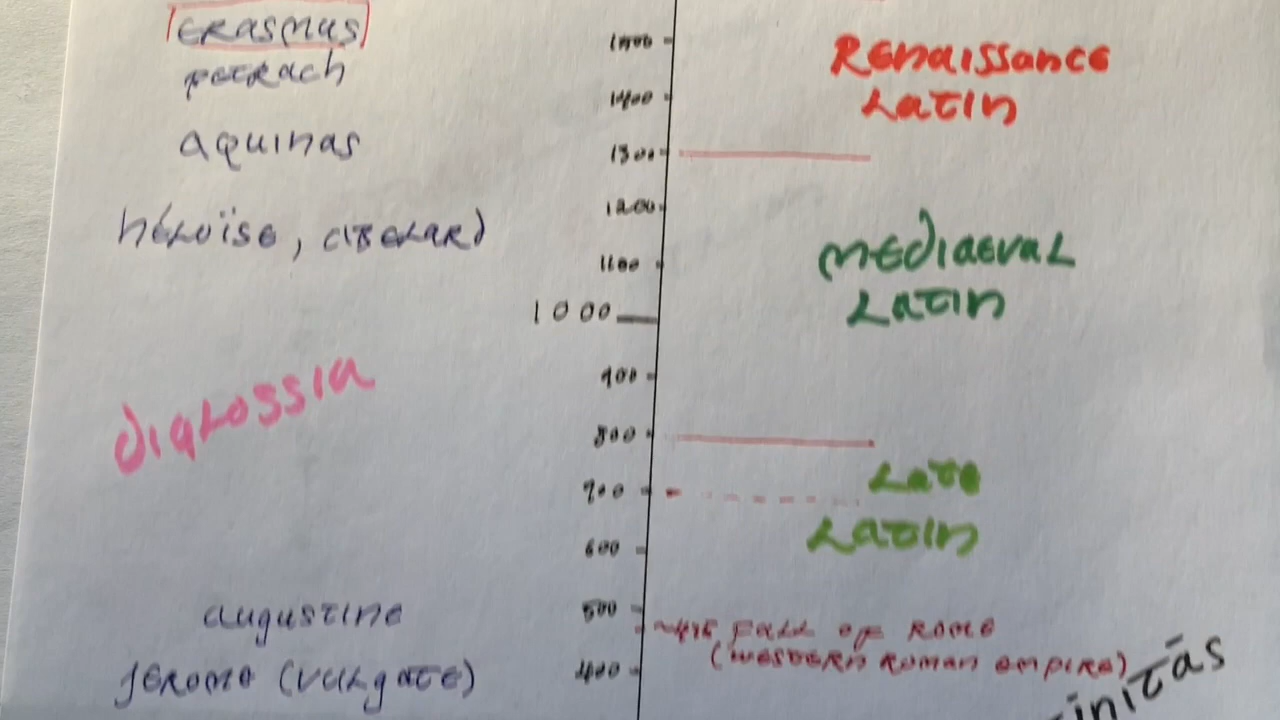 ERASMUS
PETRACH
AQUINAS
HÉLOÏSE, ABELARD
DIGLOSSIA
AUGUSTINE
JEROME (VULGATE)
1500
1400
1300
1200
1100
1000
900
800
700
600
500
400
RENAISSANCE
LATIN
MEDIAEVAL
LATIN
LATE
LATIN
~476 FALL OF ROME
(WESTERN ROMAN EMPIRE)